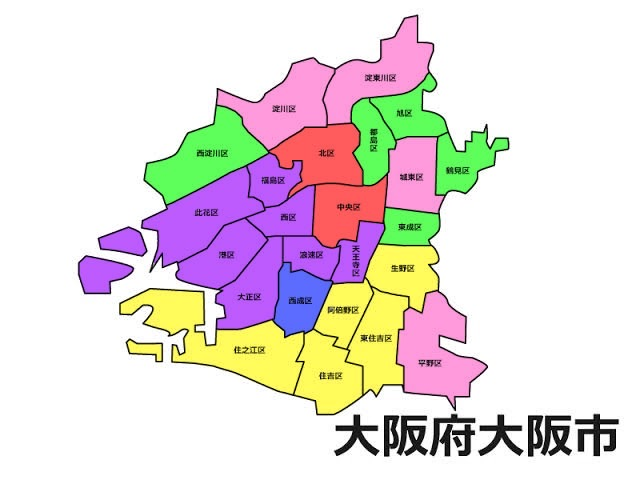 淀東川区
淀川区
旭区
都島区
西淀川区
北区
鶴見区
城東区
福島区
中央区
此花区
西区
東成区
港区
浪速区
天王寺区
生野区
大正区
西成区
阿倍野区
東住吉区
住之江区
平野区
住吉区
大阪府大阪市